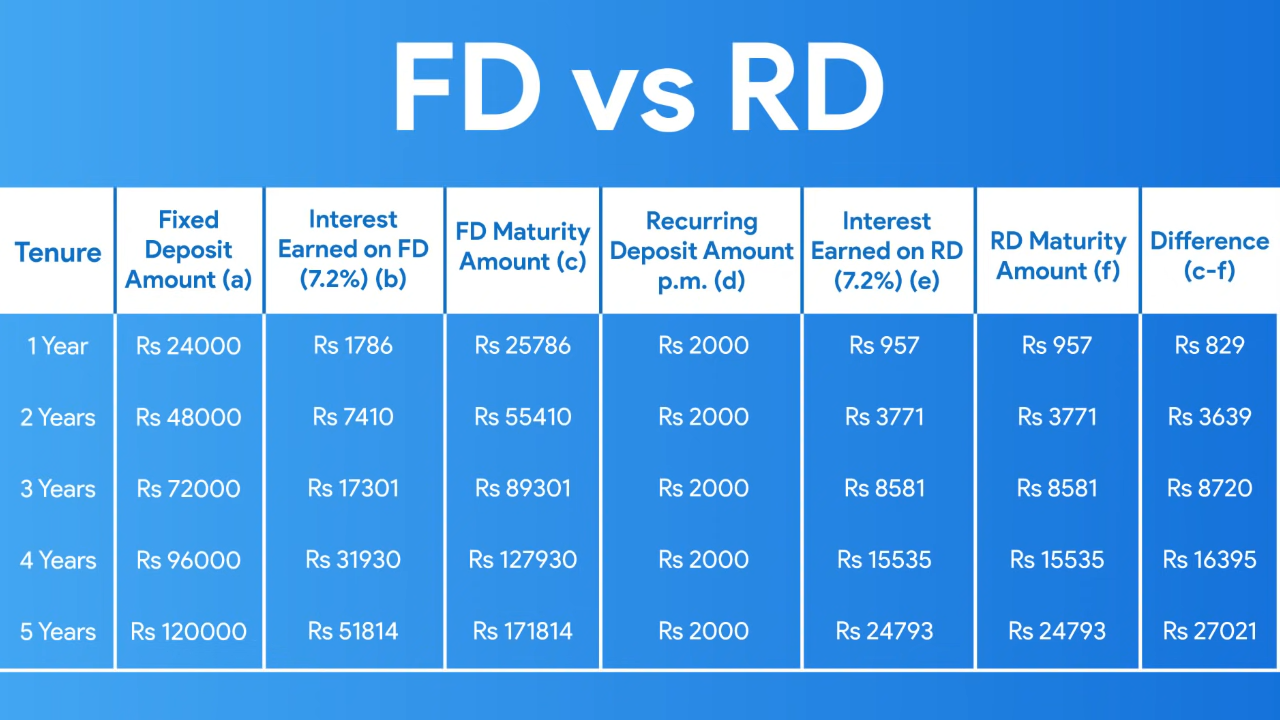 FD vs RD
Tenure
Fixed
Deposit
Amount (a)
Interest
Earned on FD
(7.2%) (b)
FD Maturity
Amount (c)
Recurring
Deposit Amount
p.m. (d)
Interest
Earned on RD
(7.2%) (e)
RD Maturity
Amount (f)
Difference
(c-f)
1 Year Rs 24000 Rs 1786 Rs 25786 Rs 2000 Rs 957 Rs 957 Rs 829
2 Years Rs 48000 Rs 7410 Rs 55410 Rs 2000 Rs 3771 Rs 3771 Rs 3639
3 Years Rs 72000 Rs 17301 Rs 89301 Rs 2000 Rs 8581 Rs 8581 Rs 8720
4 Years Rs 96000 Rs 31930 Rs 127930 Rs 2000 Rs 15535 Rs 15535 Rs 16395
5 Years Rs 120000 Rs 51814 Rs 171814 Rs 2000 Rs 24793 Rs 24793 Rs 27021